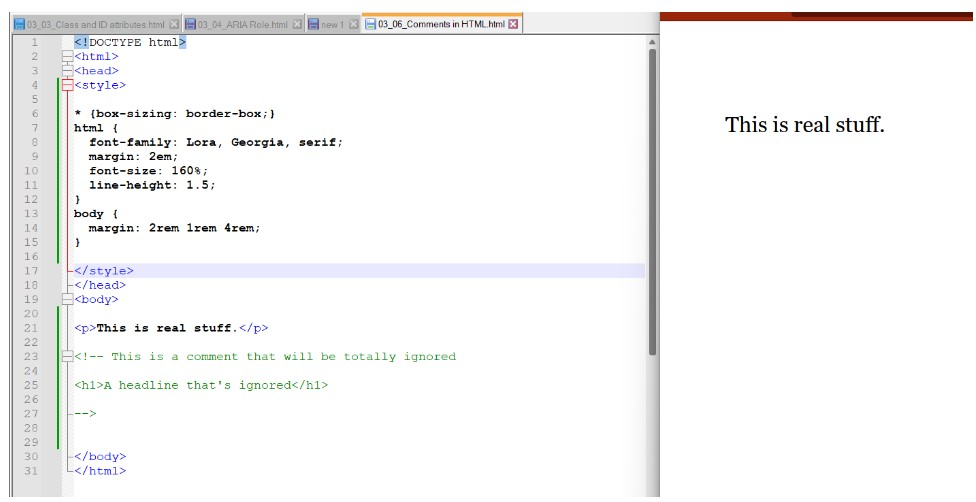 03_03_Class and ID attributes.html 03_04_ARIA Role.html new 1 03_06_Comments in HTML.html
1 <!DOCTYPE html>
2 <html>
3 <head>
4 <style>
5
6 * {box-sizing: border-box;}
7 html {
8 font-family: Lora, Georgia, serif;
9 margin: 2em;
10 font-size: 160%;
11 line-height: 1.5;
12 }
13 body {
14 margin: 2rem 1rem 4rem;
15 }
16
17 </style>
18 </head>
19 <body>
20
21 <p>This is real stuff.</p>
22
23 <!-- This is a comment that will be totally ignored
24
25 <h1>A headline that's ignored</h1>
26
27 -->
28
29
30 </body>
31 </html>
This is real stuff.